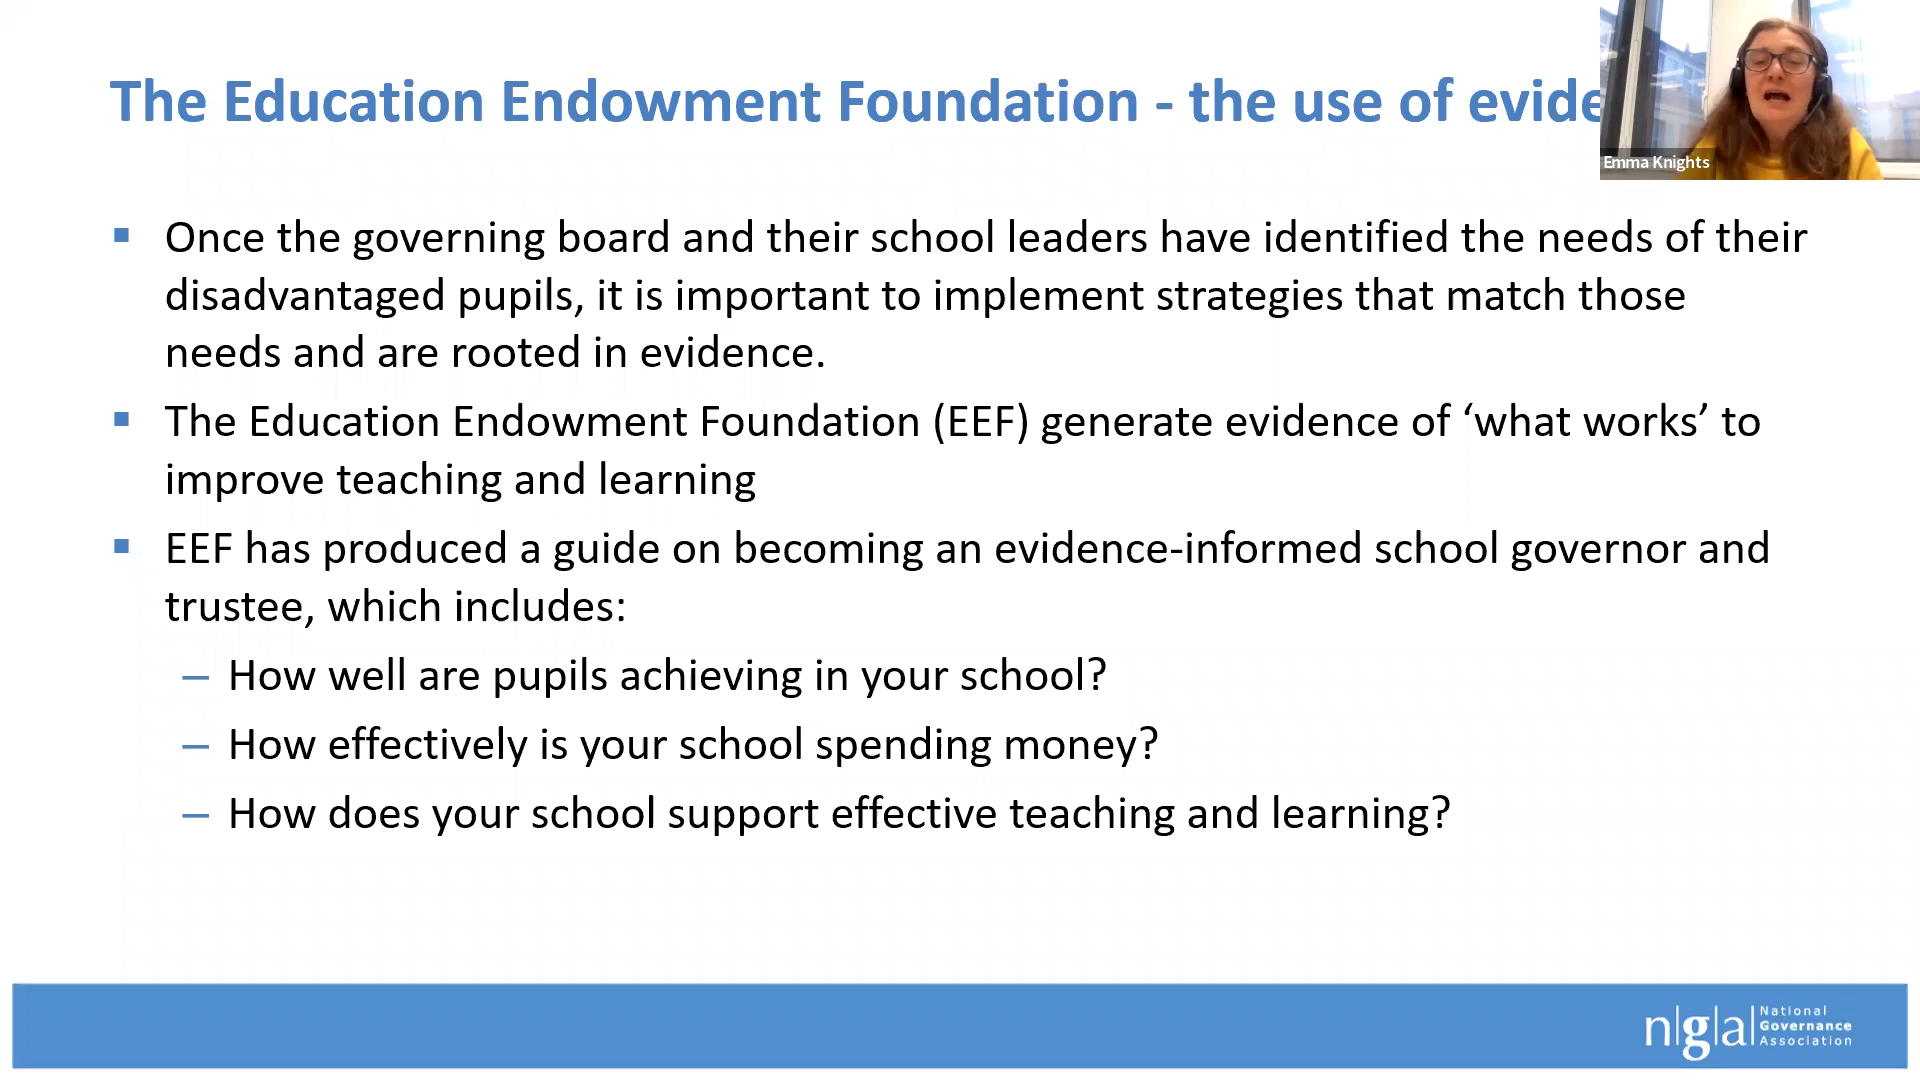 The Education Endowment Foundation - the use of evide
Emma Knights
▪ Once the governing board and their school leaders have identified the needs of their
disadvantaged pupils, it is important to implement strategies that match those
needs and are rooted in evidence.
▪ The Education Endowment Foundation (EEF) generate evidence of ‘what works’ to
improve teaching and learning
▪ EEF has produced a guide on becoming an evidence-informed school governor and
trustee, which includes:
– How well are pupils achieving in your school?
– How effectively is your school spending money?
– How does your school support effective teaching and learning?
n|g|a|
National
Governance
Association